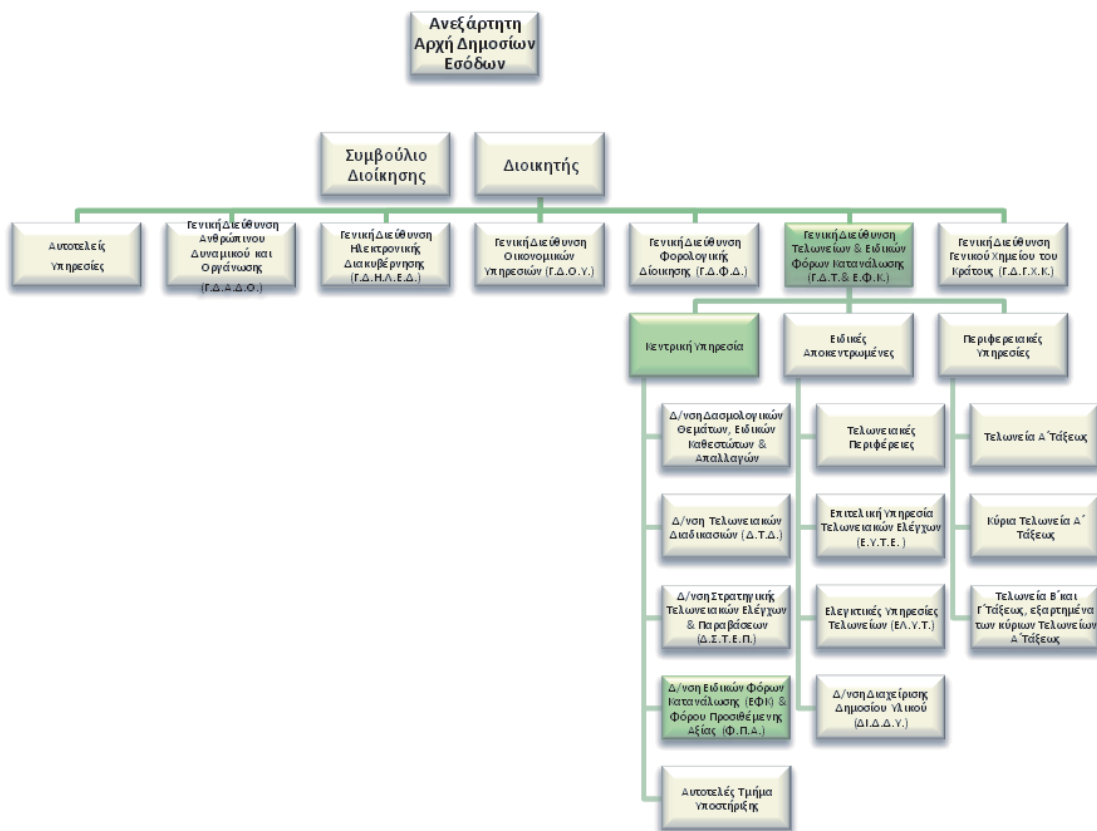 Ανεξάρτητη
Αρχή Δημοσίων
Εσόδων
Συμβούλιο
Διοίκησης
Διοικητής
Αυτοτελείς
Υπηρεσίες
Γενική Διεύθυνση
Ανθρώπινου
Δυναμικού και
Οργάνωσης
(Γ.Δ.Α.Δ.Ο.)
Γενική Διεύθυνση
Ηλεκτρονικής
Διακυβέρνησης
(Γ.Δ.Η.Λ.Ε.Δ.)
Γενική Διεύθυνση
Οικονομικών
Υπηρεσιών (Γ.Δ.Ο.Υ.)
Γενική Διεύθυνση
Φορολογικής
Δίοικησης (Γ.Δ.Φ.Δ.)
Γενική Διεύθυνση
Τελωνείων & Ειδικών
Φόρων Κατανάλωσης
(Γ.Δ.Τ.& Ε.Φ.Κ.)
Γενική Διεύθυνση
Γενικού Χημείου του
Κράτους (Γ.Δ.Γ.Χ.Κ.)
Κεντρική Υπηρεσία
Δ/νση Δασμολογικών
Θεμάτων, Ειδικών
Καθεστώτων &
Απαλλαγών
Δ/νση Τελωνειακών
Διαδικασιών (Δ.Τ.Δ.)
Δ/νση Στρατηγικής
Τελωνειακών Ελέγχων
& Παραβάσεων
(Δ.Σ.Τ.Ε.Π.)
Δ/νση Ειδικών Φόρων
Κατανάλωσης (ΕΦΚ) &
Φόρου Προσιθέμενης
Αξίας (Φ.Π.Α.)
Αυτοτελές Τμήμα
Υποστήριξης
Ειδικές
Αποκεντρωμένες
Τελωνειακές
Περιφέρειες
Επιτελική Υπηρεσία
Τελωνειακών Ελέγχων
(Ε.Υ.Τ.Ε.)
Ελεγκτικές Υπηρεσίες
Τελωνείων (ΕΛ.Υ.Τ.)
Δ/νση Διαχείρισης
Δημοσίου Υλικού
(ΔΙ.Δ.Δ.Υ.)
Περιφερειακές
Υπηρεσίες
Τελωνεία Α΄Τάξεως
Κύρια Τελωνεία Α΄
Τάξεως
Τελωνεία Β΄και
Γ΄Τάξεως, εξαρτημένα
των κύριων Τελωνείων
Α΄Τάξεως